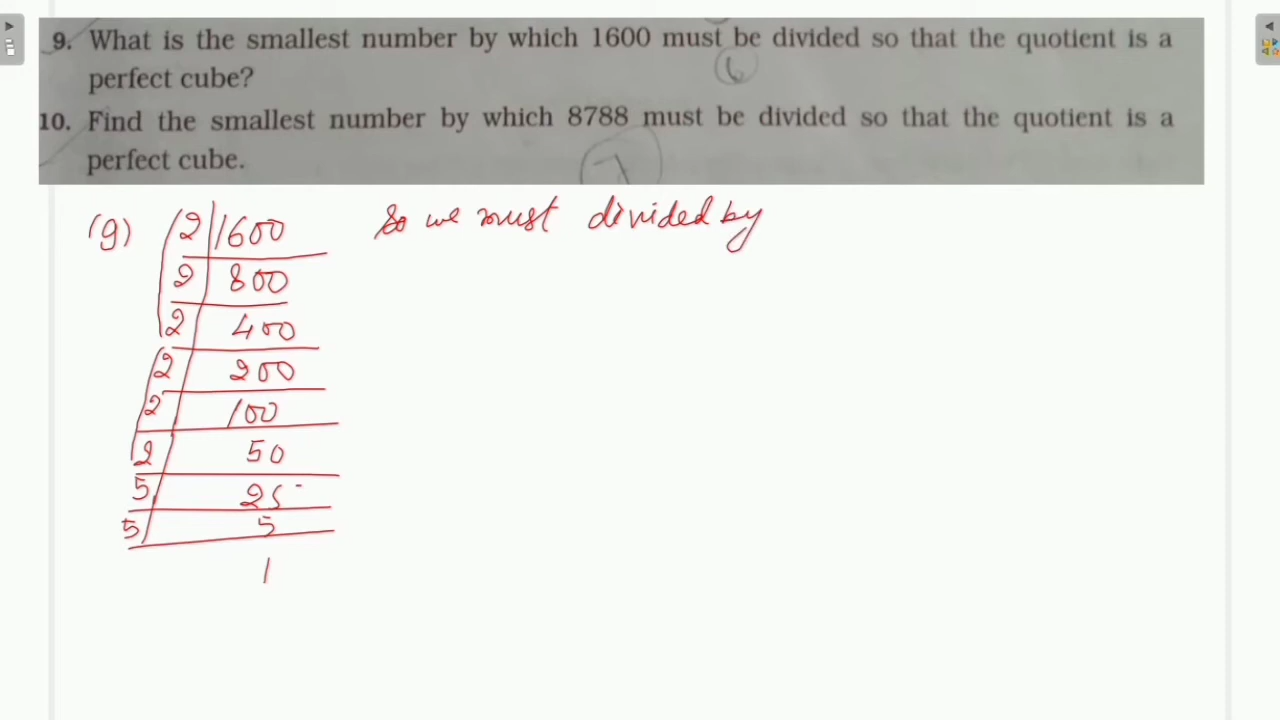 9. What is the smallest number by which 1600 must be divided so that the quotient is a
perfect cube?
(6)
10. Find the smallest number by which 8788 must be divided so that the quotient is a
perfect cube.
(9) 2 1600 So we must divided by
2 800
2 400
2 200
2 100
2 50
5 25
5 5
1